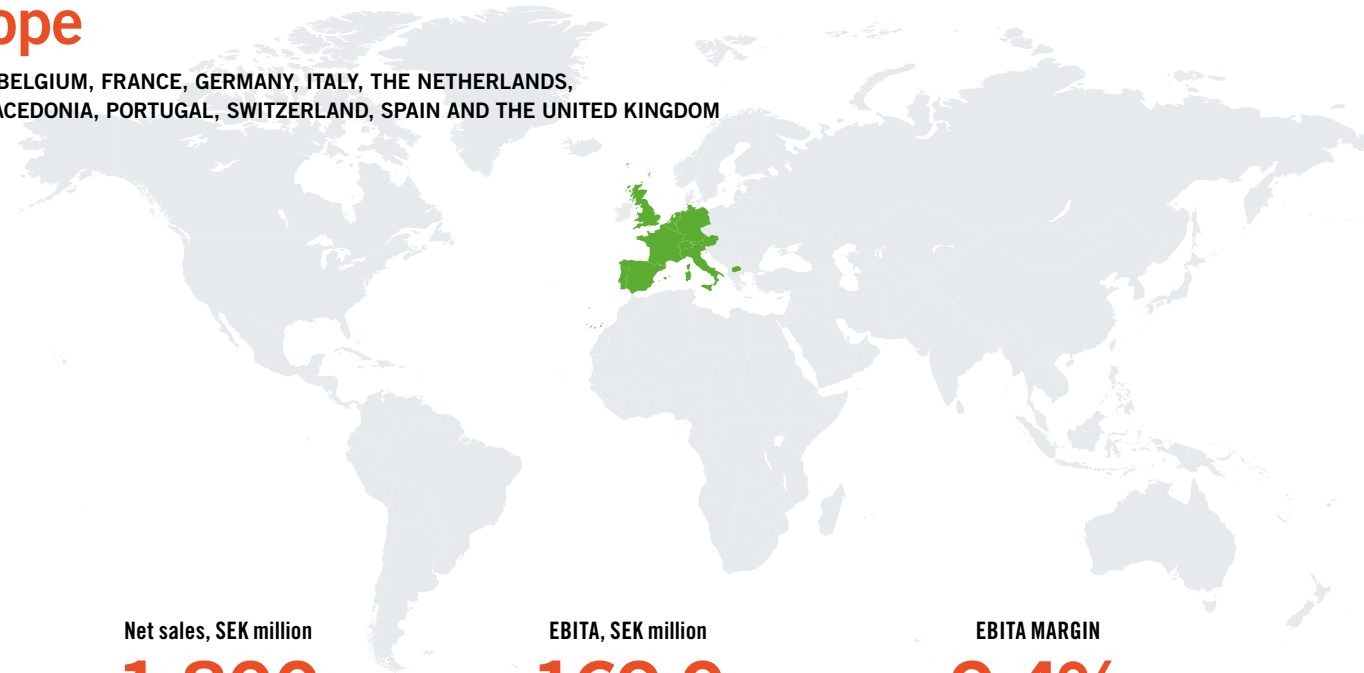 ope
BELGIUM, FRANCE, GERMANY, ITALY, THE NETHERLANDS,
ACEDONIA, PORTUGAL, SWITZERLAND, SPAIN AND THE UNITED KINGDOM
Net sales, SEK million
EBITA, SEK million
EBITA MARGIN